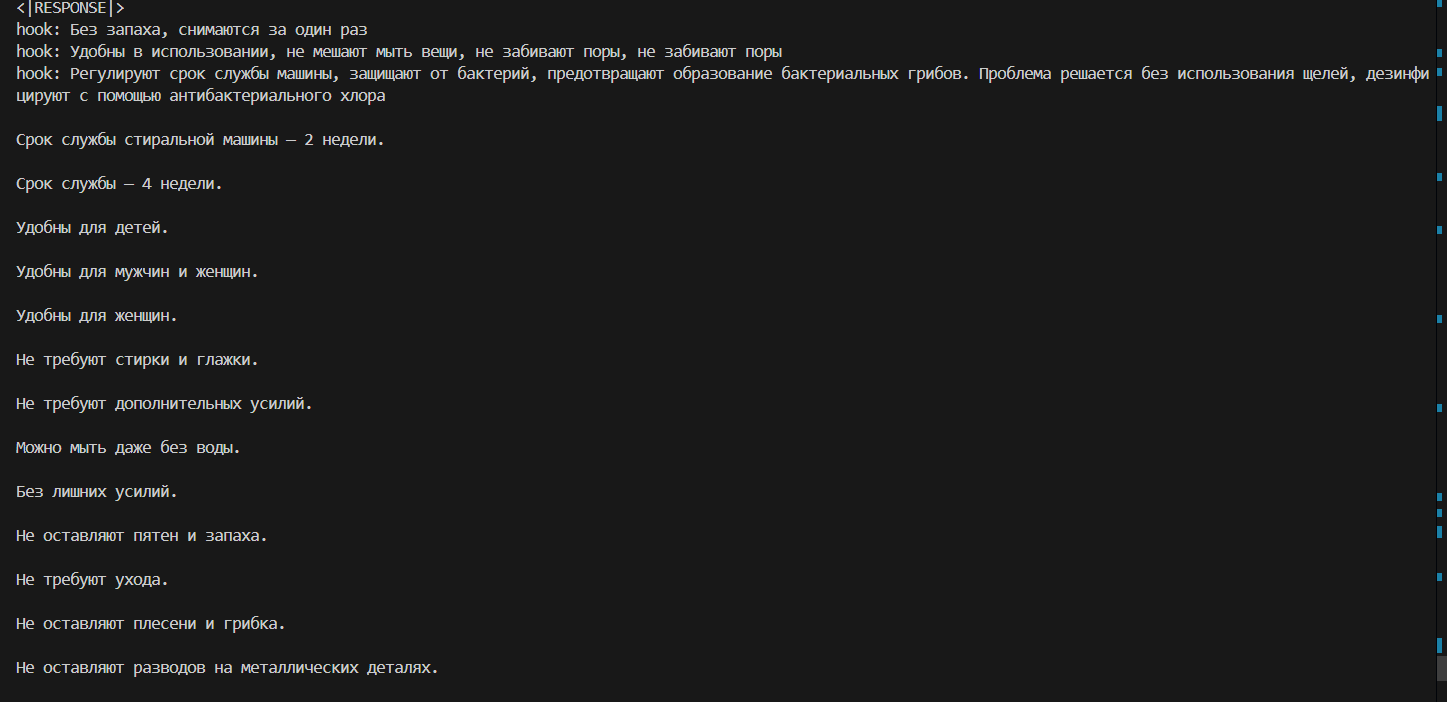 <|RESPONSE|>
hook: Без запаха, снимаются за один раз
hook: Удобны в использовании, не мешают мыть вещи, не забивают поры, не забивают поры
hook: Регулируют срок службы машины, защищают от бактерий, предотвращают образование бактериальных грибов. Проблема решается без использования щелей, дезинфи
цируют с помощью антибактериального хлора
Срок службы стиральной машины — 2 недели.
Срок службы — 4 недели.
Удобны для детей.
Удобны для мужчин и женщин.
Удобны для женщин.
Не требуют стирки и глажки.
Не требуют дополнительных усилий.
Можно мыть даже без воды.
Без лишних усилий.
Не оставляют пятен и запаха.
Не требуют ухода.
Не оставляют плесени и грибка.
Не оставляют разводов на металлических деталях.